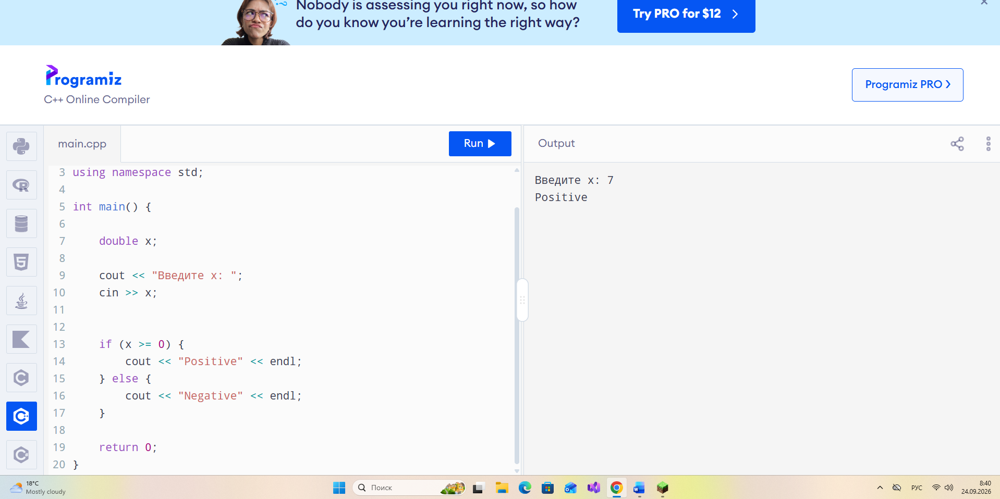 Nobody is assessing you right now, so how
do you know you’re learning the right way?
Try PRO for $12
Programiz
C++ Online Compiler
Programiz PRO
main.cpp
Run
Output
3 using namespace std;
4
5 int main() {
6
7 double x;
8
9 cout << "Введите x: ";
10 cin >> x;
11
12
13 if (x >= 0) {
14 cout << "Positive" << endl;
15 } else {
16 cout << "Negative" << endl;
17 }
18
19 return 0;
20 }
Введите x: 7
Positive
18°C
Mostly cloudy
Поиск
РУС
8:40
24.09.2026